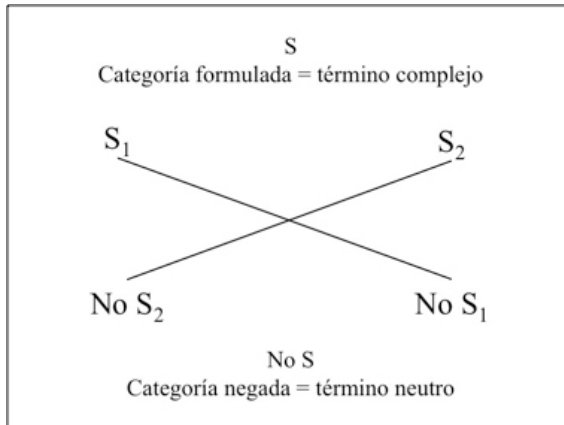 S
Categoría formulada = término complejo
S₁
S₂
No S₂
No S₁
No S
Categoría negada = término neutro